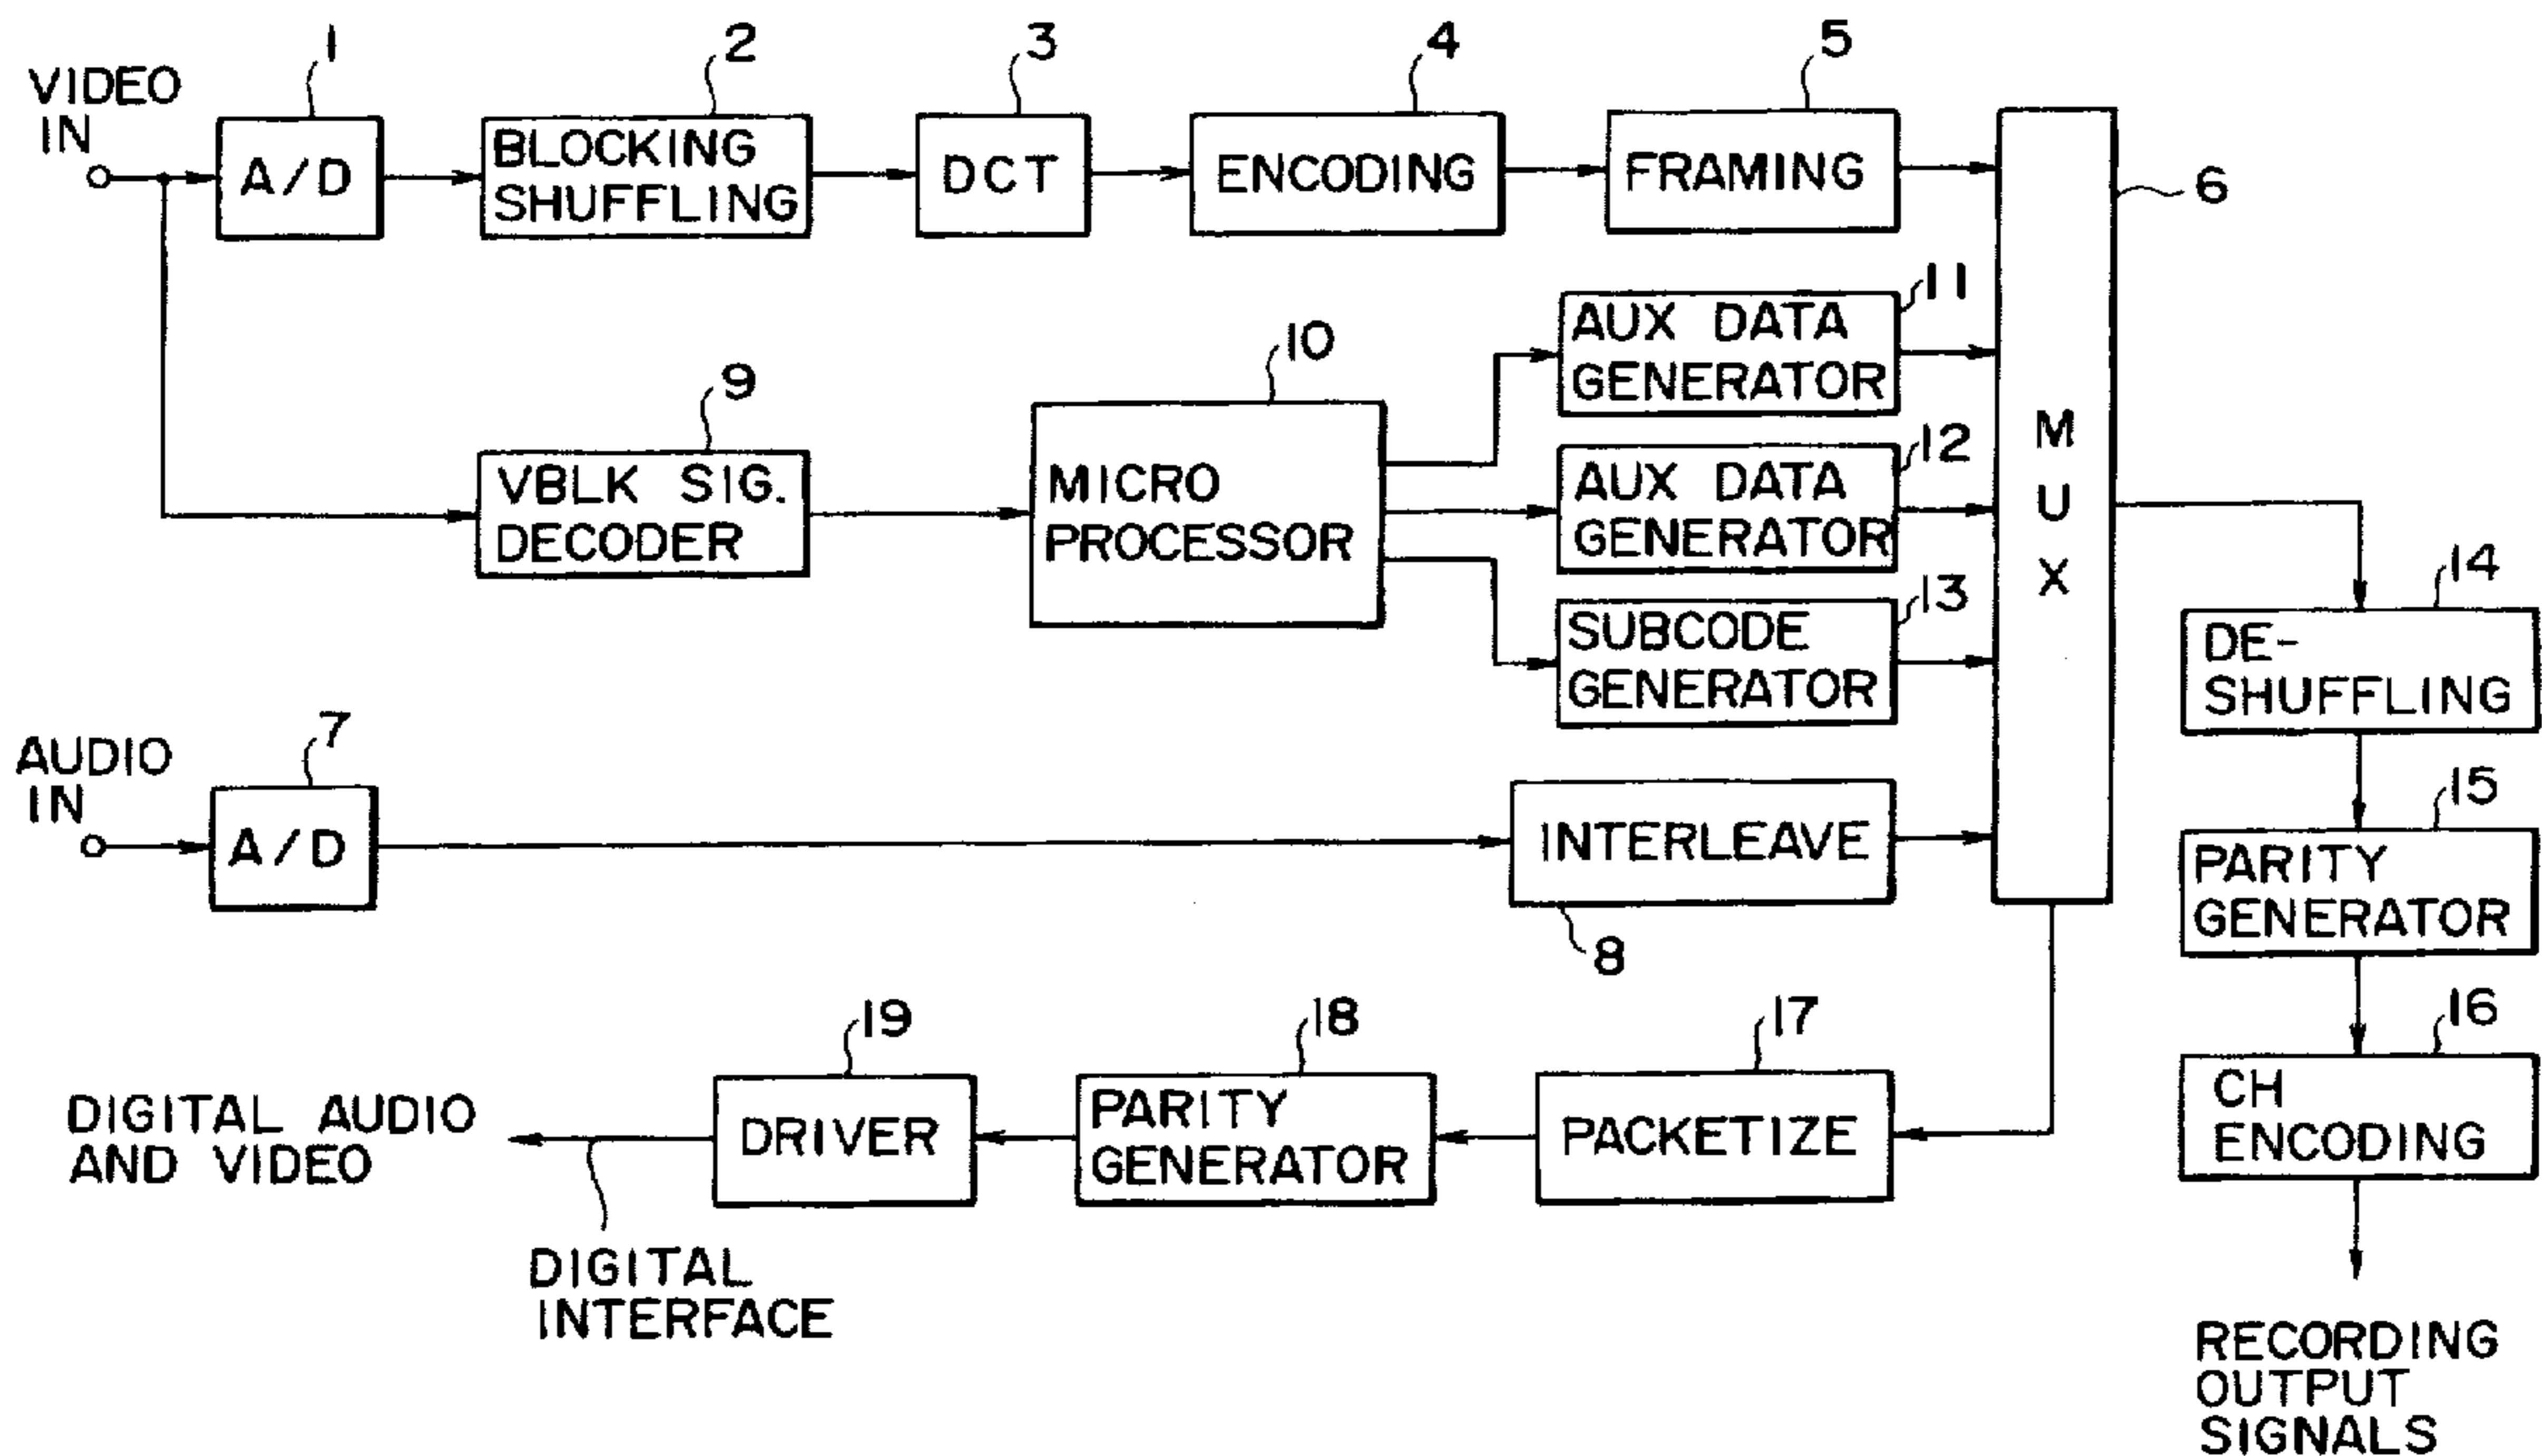 1
2
3
4
5
VIDEO
IN
A/D
BLOCKING
SHUFFLING
DCT
ENCODING
FRAMING
6
11
AUX DATA
GENERATOR
10
9
VBLK SIG.
DECODER
MICRO
PROCESSOR
12
AUX DATA
GENERATOR
M
U
X
13
SUBCODE
GENERATOR
14
DE-
SHUFFLING
7
AUDIO
IN
A/D
INTERLEAVE
8
15
PARITY
GENERATOR
16
CH
ENCODING
19
18
17
DIGITAL AUDIO
AND VIDEO
DRIVER
PARITY
GENERATOR
PACKETIZE
DIGITAL
INTERFACE
RECORDING
OUTPUT
SIGNALS